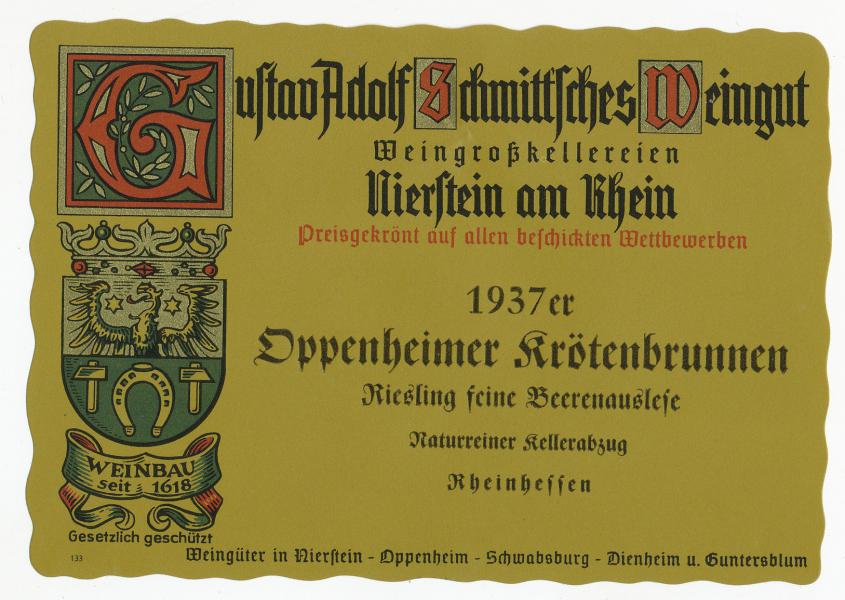 Gustav Adolf Schmittsches Weingut
Weingroßkellereien
Nierstein am Rhein
Preisgekrönt auf allen beschickten Wettbewerben
1937er
Oppenheimer Krötenbrunnen
Riesling feine Beerenauslese
Naturreiner Kellerabzug
Rheinhessen
WEINBAU
seit 1618
Gesetzlich geschützt
133
Weingüter in Nierstein - Oppenheim - Schwabsburg - Dienheim u. Guntersblum